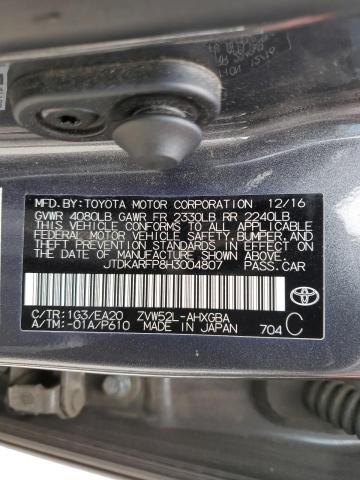 MFD.BY:TOYOTA MOTOR CORPORATION 12/16
GVWR 4080LB GAWR FR 2330LB RR 2240LB
THIS VEHICLE CONFORMS TO ALL APPLICABLE
FEDERAL MOTOR VEHICLE SAFETY, BUMPER, AND
THEFT PREVENTION STANDARDS IN EFFECT ON
THE DATE OF MANUFACTURE SHOWN ABOVE.
JTDKARFP8H3004807 PASS.CAR
C/TR:1G3/EA20 ZVW52L-AHXGBA
A/TM:-01A/P610 MADE IN JAPAN 704 C